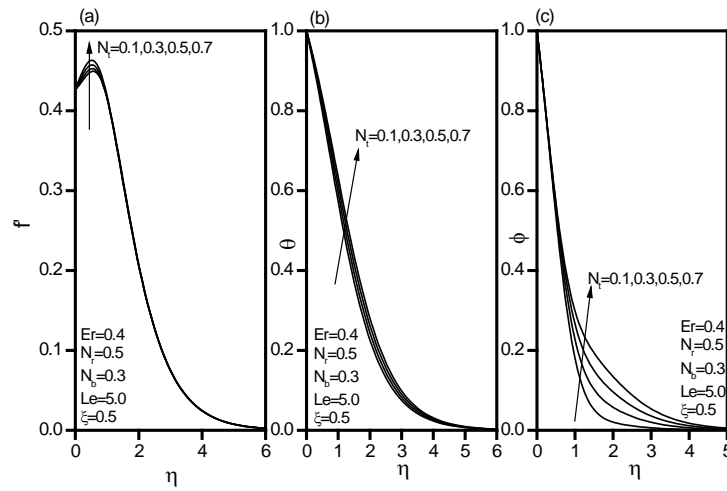 (a)
0.5
0.4
0.3
0.2
0.1
0.0
f'
N_t=0.1,0.3,0.5,0.7
Er=0.4
N_r=0.5
N_b=0.3
Le=5.0
ξ=0.5
0 2 4 6
η
(b)
1.0
0.8
0.6
0.4
0.2
0.0
θ
N_t=0.1,0.3,0.5,0.7
Er=0.4
N_r=0.5
N_b=0.3
Le=5.0
ξ=0.5
0 1 2 3 4 5 6
η
(c)
1.0
0.8
0.6
0.4
0.2
0.0
ϕ
N_t=0.1,0.3,0.5,0.7
Er=0.4
N_r=0.5
N_b=0.3
Le=5.0
ξ=0.5
0 1 2 3 4 5
η